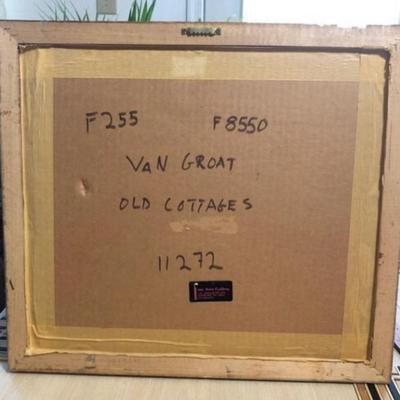 F255 F8550
VAN GROAT
OLD COTTAGES
11272